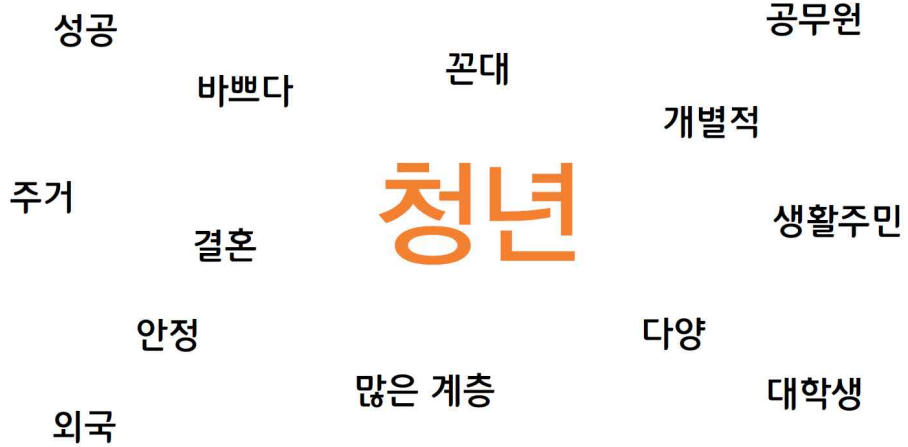 성공
공무원
바쁘다
꼰대
개별적
청년
주거
생활주민
결혼
안정
다양
많은 계층
대학생
외국